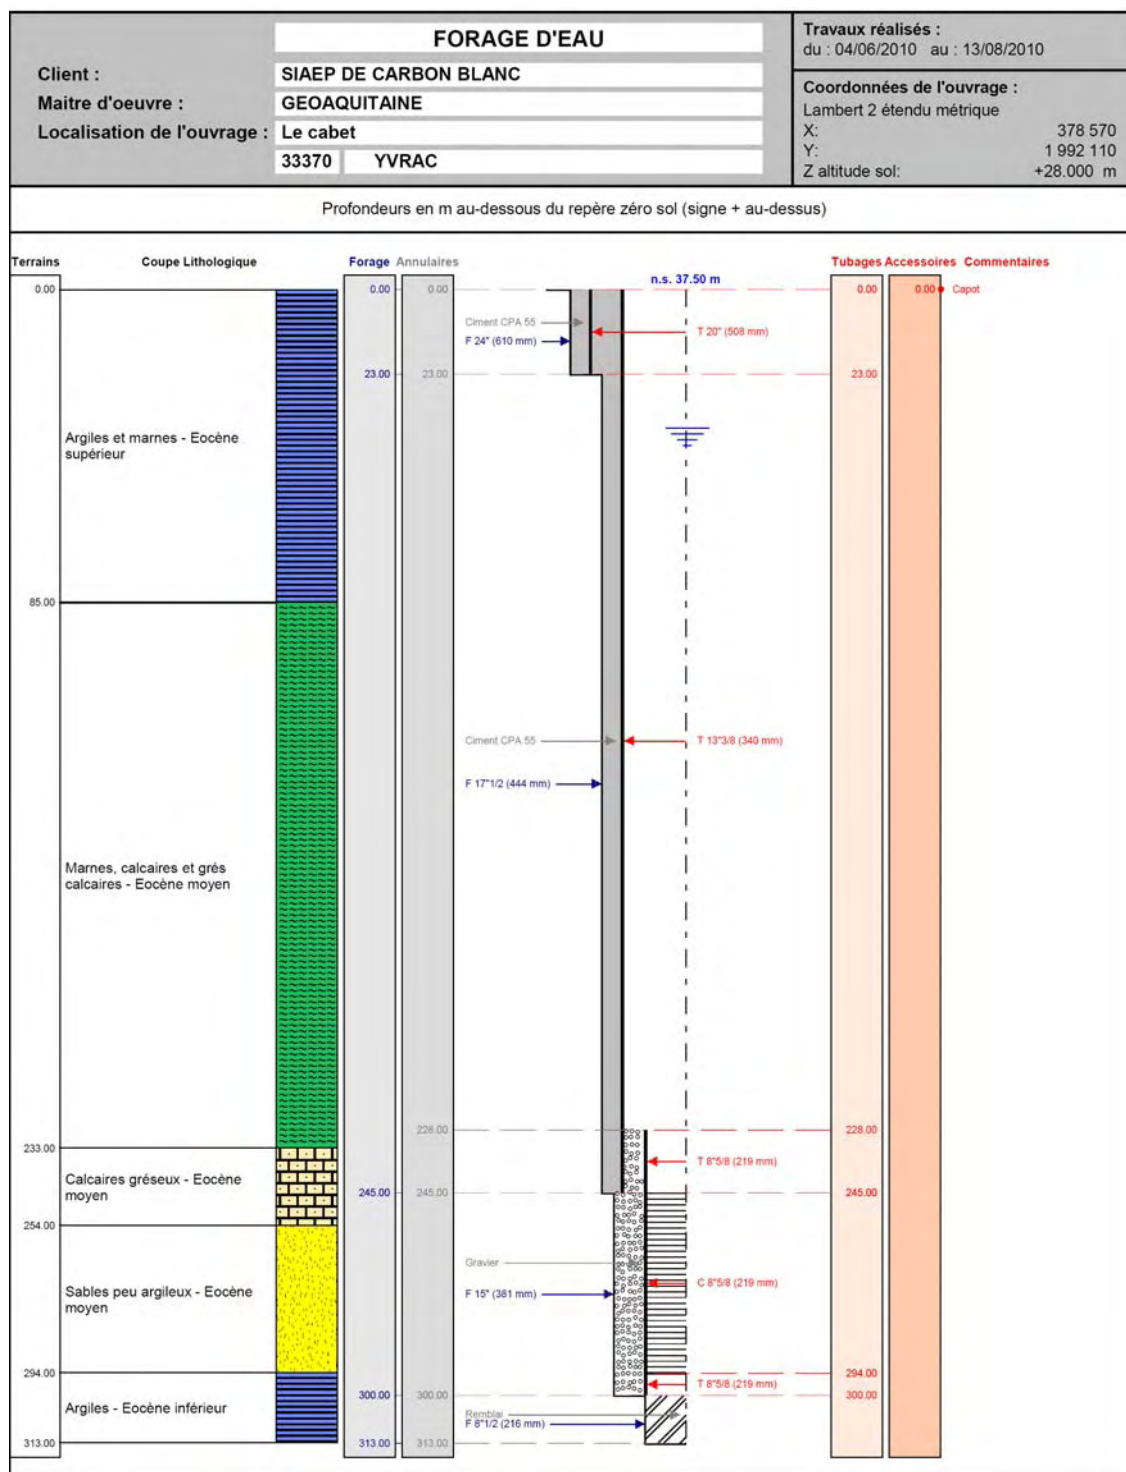 FORAGE D'EAU
Client :
SIAEP DE CARBON BLANC
Maitre d'oeuvre :
GEOAQUITAINE
Localisation de l'ouvrage :
Le cabet
33370
YVRAC
Travaux réalisés :
du : 04/06/2010 au : 13/08/2010
Coordonnées de l'ouvrage :
Lambert 2 étendu métrique
X: 378 570
Y: 1 992 110
Z altitude sol: +28.000 m
Profondeurs en m au-dessous du repère zéro sol (signe + au-dessus)
Terrains Coupe Lithologique Forage Annulaires Tubages Accessoires Commentaires
n.s. 37.50 m
0.00 0.00 0.00 0.00 0.00 Capot
Ciment CPA 55
T 20" (508 mm)
F 24" (610 mm)
23.00 23.00 23.00
Argiles et marnes - Eocène
supérieur
85.00
Ciment CPA 55
T 13"3/8 (340 mm)
F 17"1/2 (444 mm)
Marnes, calcaires et grés
calcaires - Eocène moyen
228.00 228.00
233.00
T 8"5/8 (219 mm)
Calcaires gréseux - Eocène
moyen
245.00 245.00 245.00
254.00
Gravier
C 8"5/8 (219 mm)
F 15" (381 mm)
Sables peu argileux - Eocène
moyen
294.00 294.00
T 8"5/8 (219 mm)
300.00 300.00 300.00
Argiles - Eocène inférieur
Remblai
F 8"1/2 (216 mm)
313.00 313.00 313.00